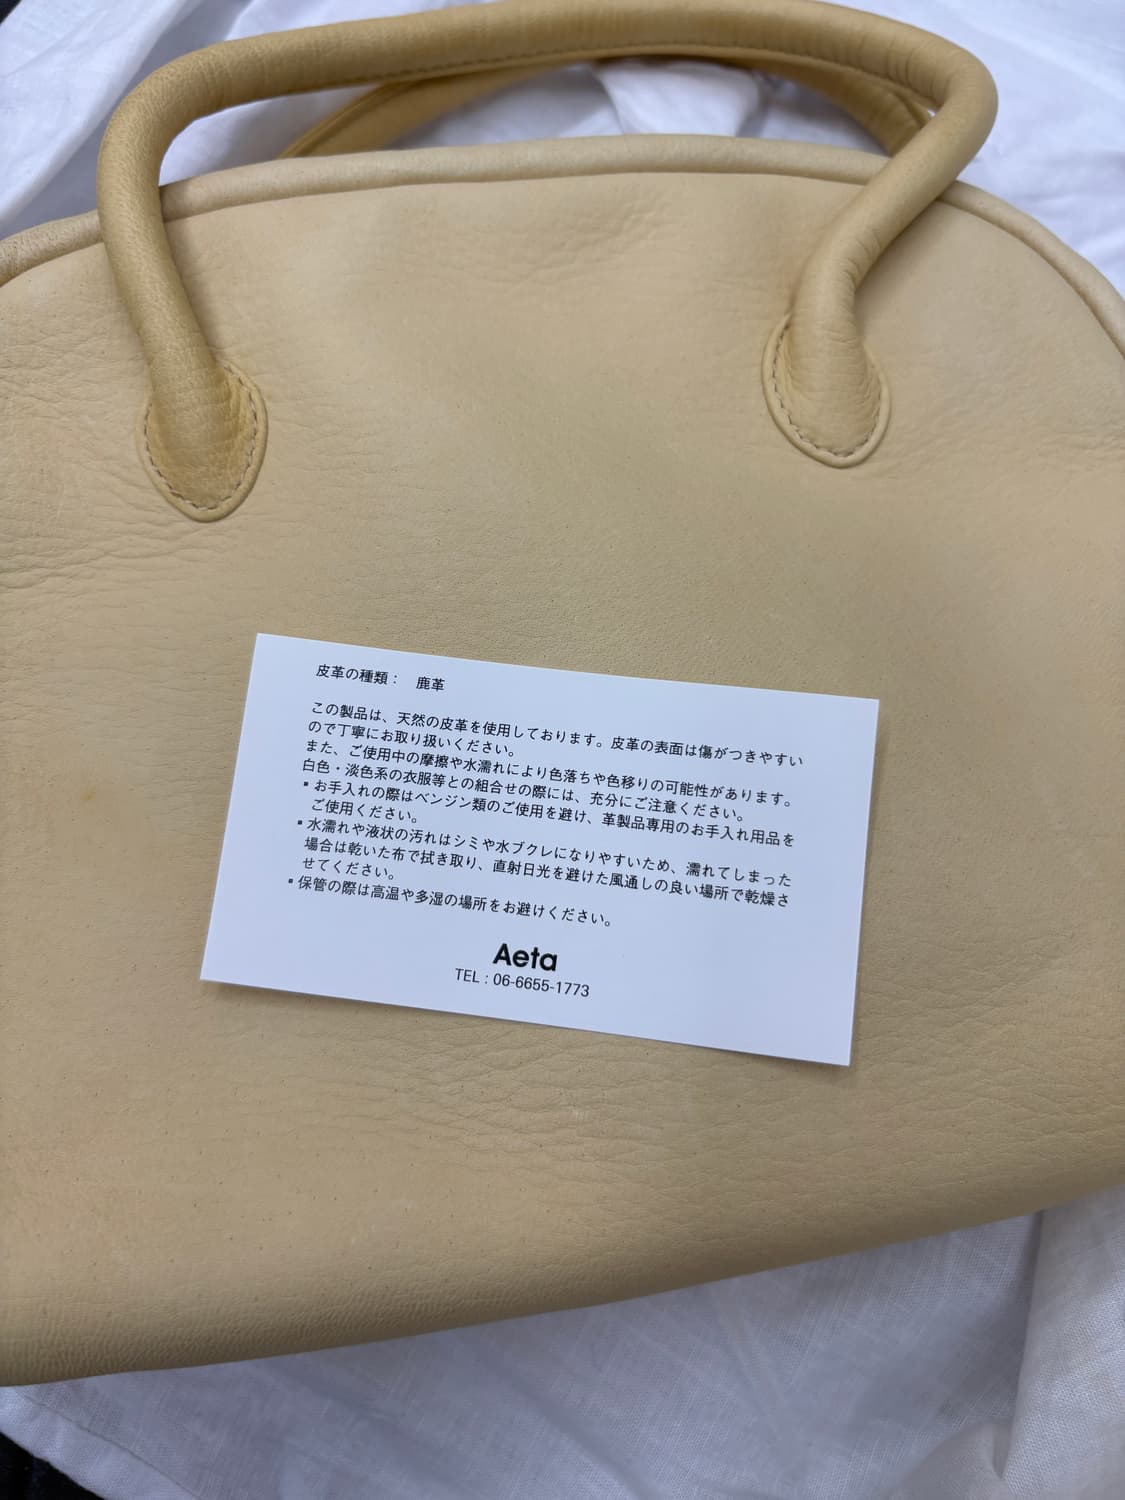 皮革の種類： 鹿革
この製品は、天然の皮革を使用しております。皮革の表面は傷がつきやすい
ので丁寧にお取り扱いください。
また、ご使用中の摩擦や水濡れにより色落ちや色移りの可能性があります。
白色・淡色系の衣服等との組合せの際には、充分にご注意ください。
▪お手入れの際はベンジン類のご使用を避け、革製品専用のお手入れ用品を
ご使用ください。
▪水濡れや液状の汚れはシミや水ブクレになりやすいため、濡れてしまった
場合は乾いた布で拭き取り、直射日光を避けた風通しの良い場所で乾燥さ
せてください。
▪保管の際は高温や多湿の場所をお避けください。
Aeta
TEL : 06-6655-1773